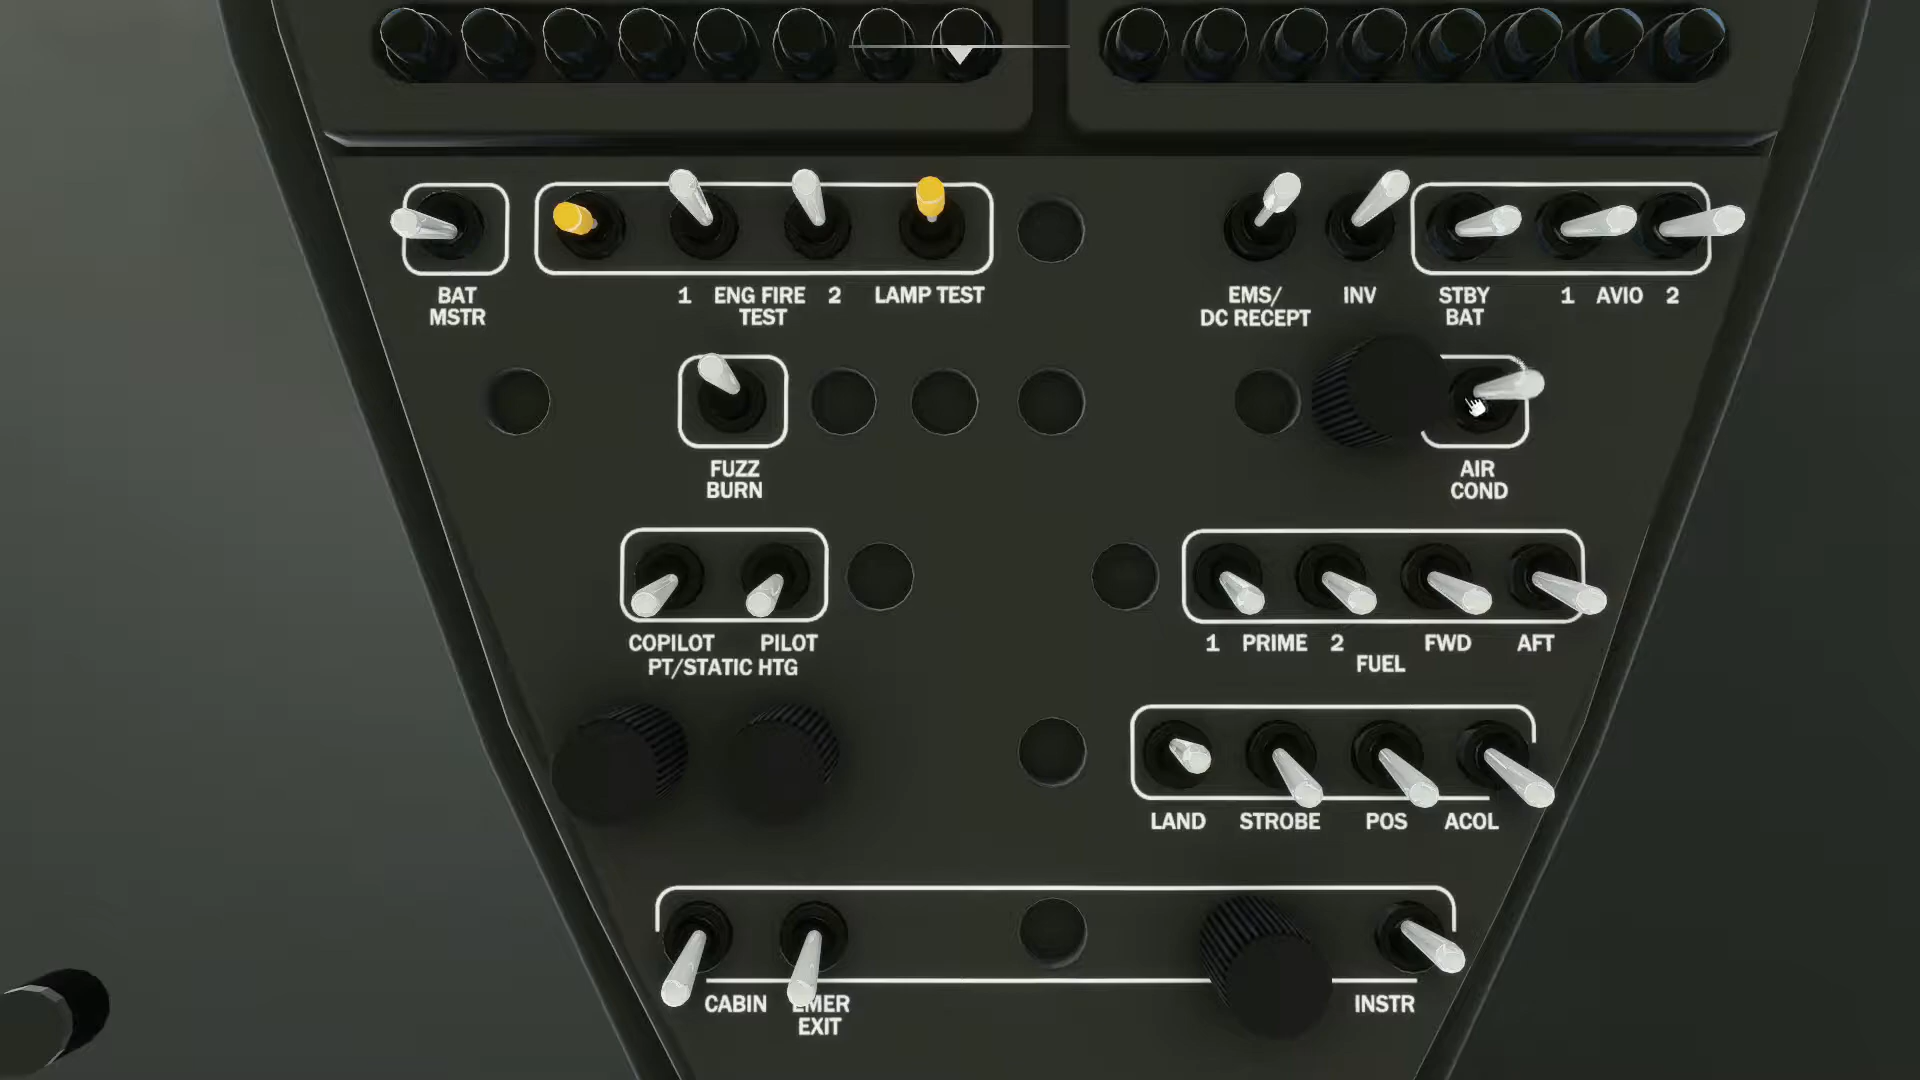 BAT
MSTR
1 ENG FIRE 2
TEST
LAMP TEST
EMS/
DC RECEPT
INV
STBY
BAT
1 AVIO 2
FUZZ
BURN
AIR
COND
COPILOT PILOT
PT/STATIC HTG
1 PRIME 2 FWD AFT
FUEL
LAND STROBE POS ACOL
CABIN
EMER
EXIT
INSTR